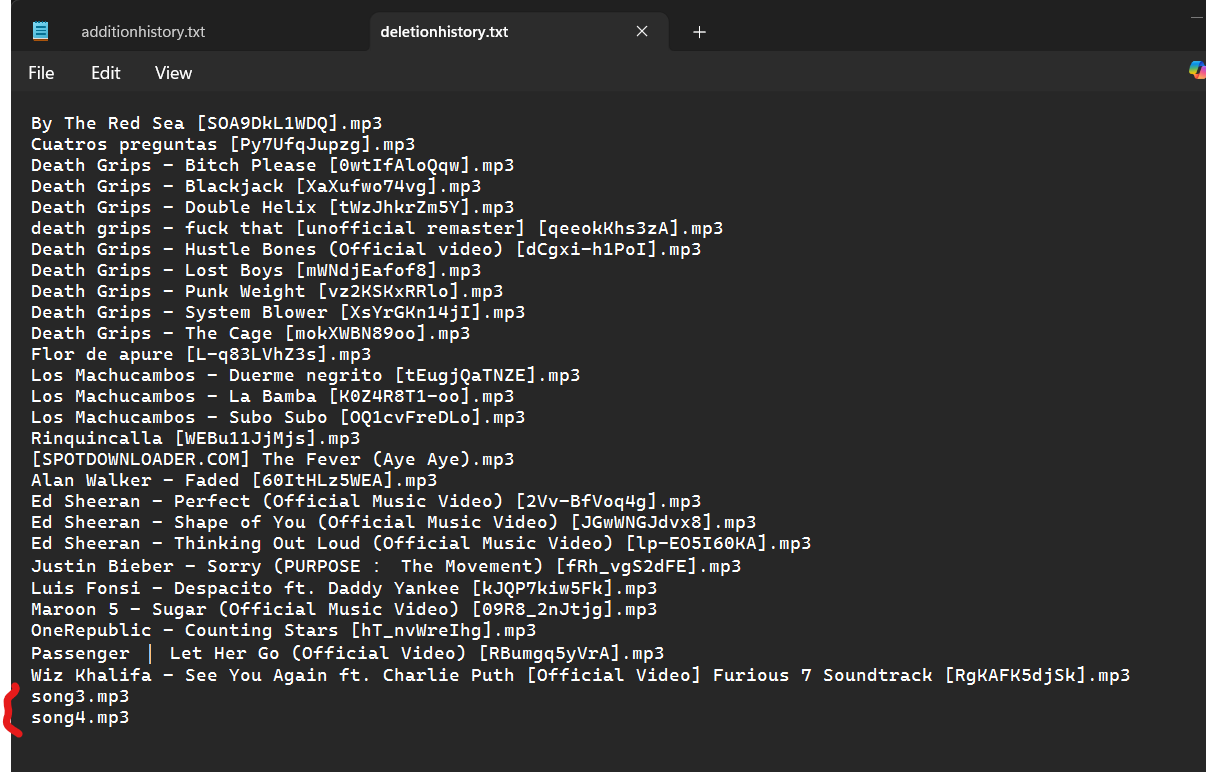 additionhistory.txt
deletionhistory.txt
File Edit View
By The Red Sea [SOA9DkL1WDQ].mp3
Cuatros preguntas [Py7UfqJupzg].mp3
Death Grips - Bitch Please [0wtIfAloQqw].mp3
Death Grips - Blackjack [XaXufwo74vg].mp3
Death Grips - Double Helix [tWzJhkrZm5Y].mp3
death grips - fuck that [unofficial remaster] [qeeokKhs3zA].mp3
Death Grips - Hustle Bones (Official video) [dCgxi-h1PoI].mp3
Death Grips - Lost Boys [mWNdjEafof8].mp3
Death Grips - Punk Weight [vz2KSKxRRlo].mp3
Death Grips - System Blower [XsYrGKn14jI].mp3
Death Grips - The Cage [mokXWBN89oo].mp3
Flor de apure [L-q83LVhZ3s].mp3
Los Machucambos - Duerme negrito [tEugjQaTNZE].mp3
Los Machucambos - La Bamba [K0Z4R8T1-oo].mp3
Los Machucambos - Subo Subo [OQ1cvFreDLo].mp3
Rinquincalla [WEBu11JjMjs].mp3
[SPOTDOWNLOADER.COM] The Fever (Aye Aye).mp3
Alan Walker - Faded [60ItHLz5WEA].mp3
Ed Sheeran - Perfect (Official Music Video) [2Vv-BfVoq4g].mp3
Ed Sheeran - Shape of You (Official Music Video) [JGwWNGJdvx8].mp3
Ed Sheeran - Thinking Out Loud (Official Music Video) [lp-EO5I60KA].mp3
Justin Bieber - Sorry (PURPOSE： The Movement) [fRh_vgS2dFE].mp3
Luis Fonsi - Despacito ft. Daddy Yankee [kJQP7kiw5Fk].mp3
Maroon 5 - Sugar (Official Music Video) [09R8_2nJtjg].mp3
OneRepublic - Counting Stars [hT_nvWreIhg].mp3
Passenger ｜ Let Her Go (Official Video) [RBumgq5yVrA].mp3
Wiz Khalifa - See You Again ft. Charlie Puth [Official Video] Furious 7 Soundtrack [RgKAFK5djSk].mp3
song3.mp3
song4.mp3